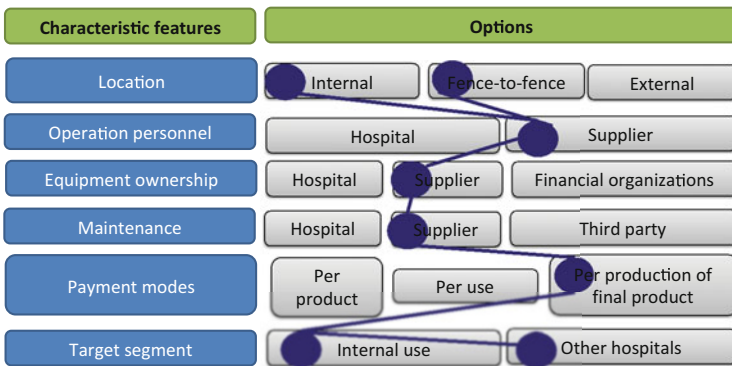 Characteristic features
Options
Location
Internal
Fence-to-fence
External
Operation personnel
Hospital
Supplier
Equipment ownership
Hospital
Supplier
Financial organizations
Maintenance
Hospital
Supplier
Third party
Payment modes
Per
product
Per use
Per production of
final product
Target segment
Internal use
Other hospitals